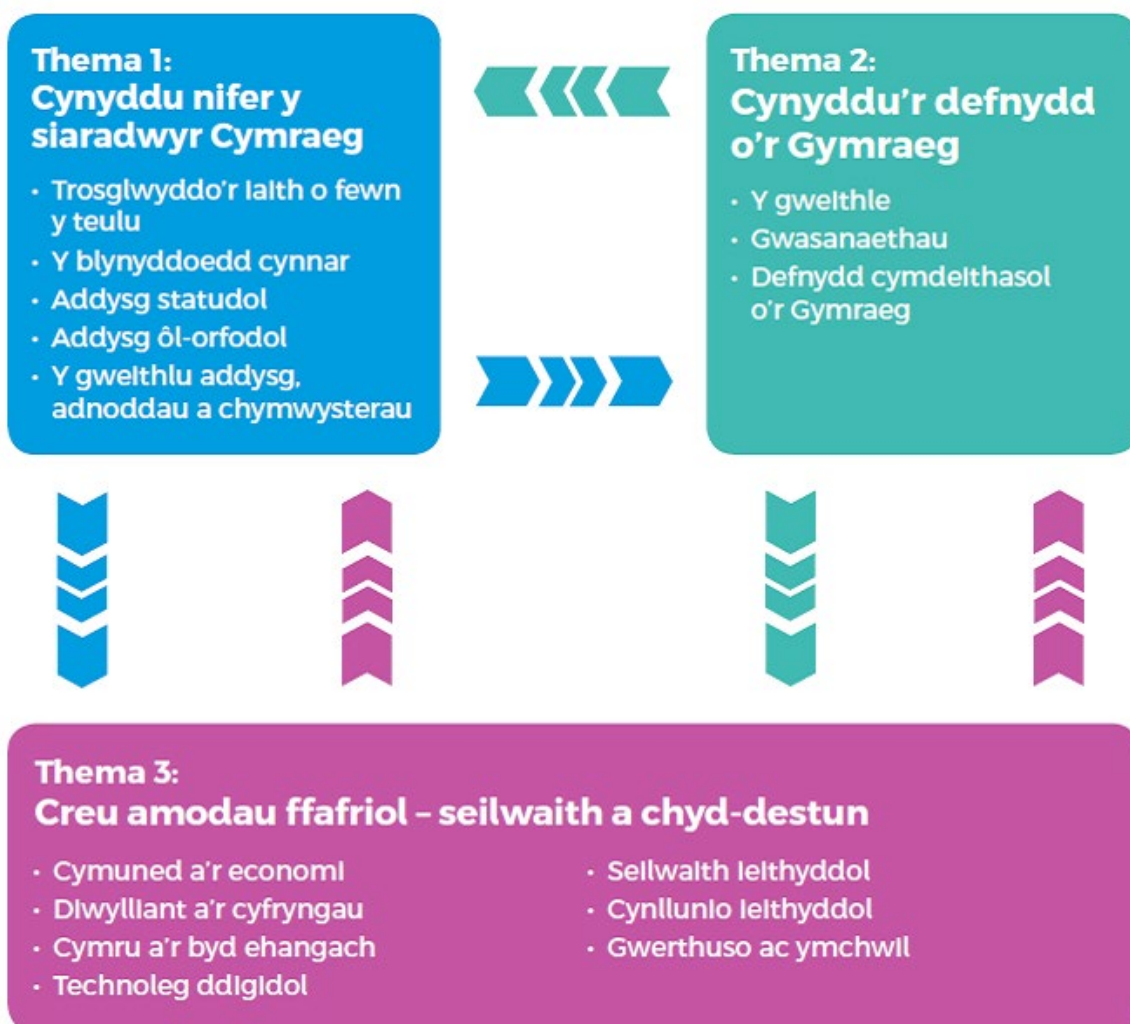 Thema 1:
Cynyddu nifer y
siaradwyr Cymraeg
• Trosglwyddo'r iaith o fewn
y teulu
• Y blynyddoedd cynnar
• Addysg statudol
• Addysg ôl-orfodol
• Y gweithlu addysg,
adnoddau a chymwysterau
Thema 2:
Cynyddu'r defnydd
o'r Gymraeg
• Y gweithle
• Gwasanaethau
• Defnydd cymdeithasol
o'r Gymraeg
Thema 3:
Creu amodau ffafriol – seilwaith a chyd-destun
• Cymuned a'r economi
• Diwylliant a'r cyfryngau
• Cymru a'r byd ehangach
• Technoleg ddigidol
• Seilwaith ieithyddol
• Cynllunio ieithyddol
• Gwerthuso ac ymchwil